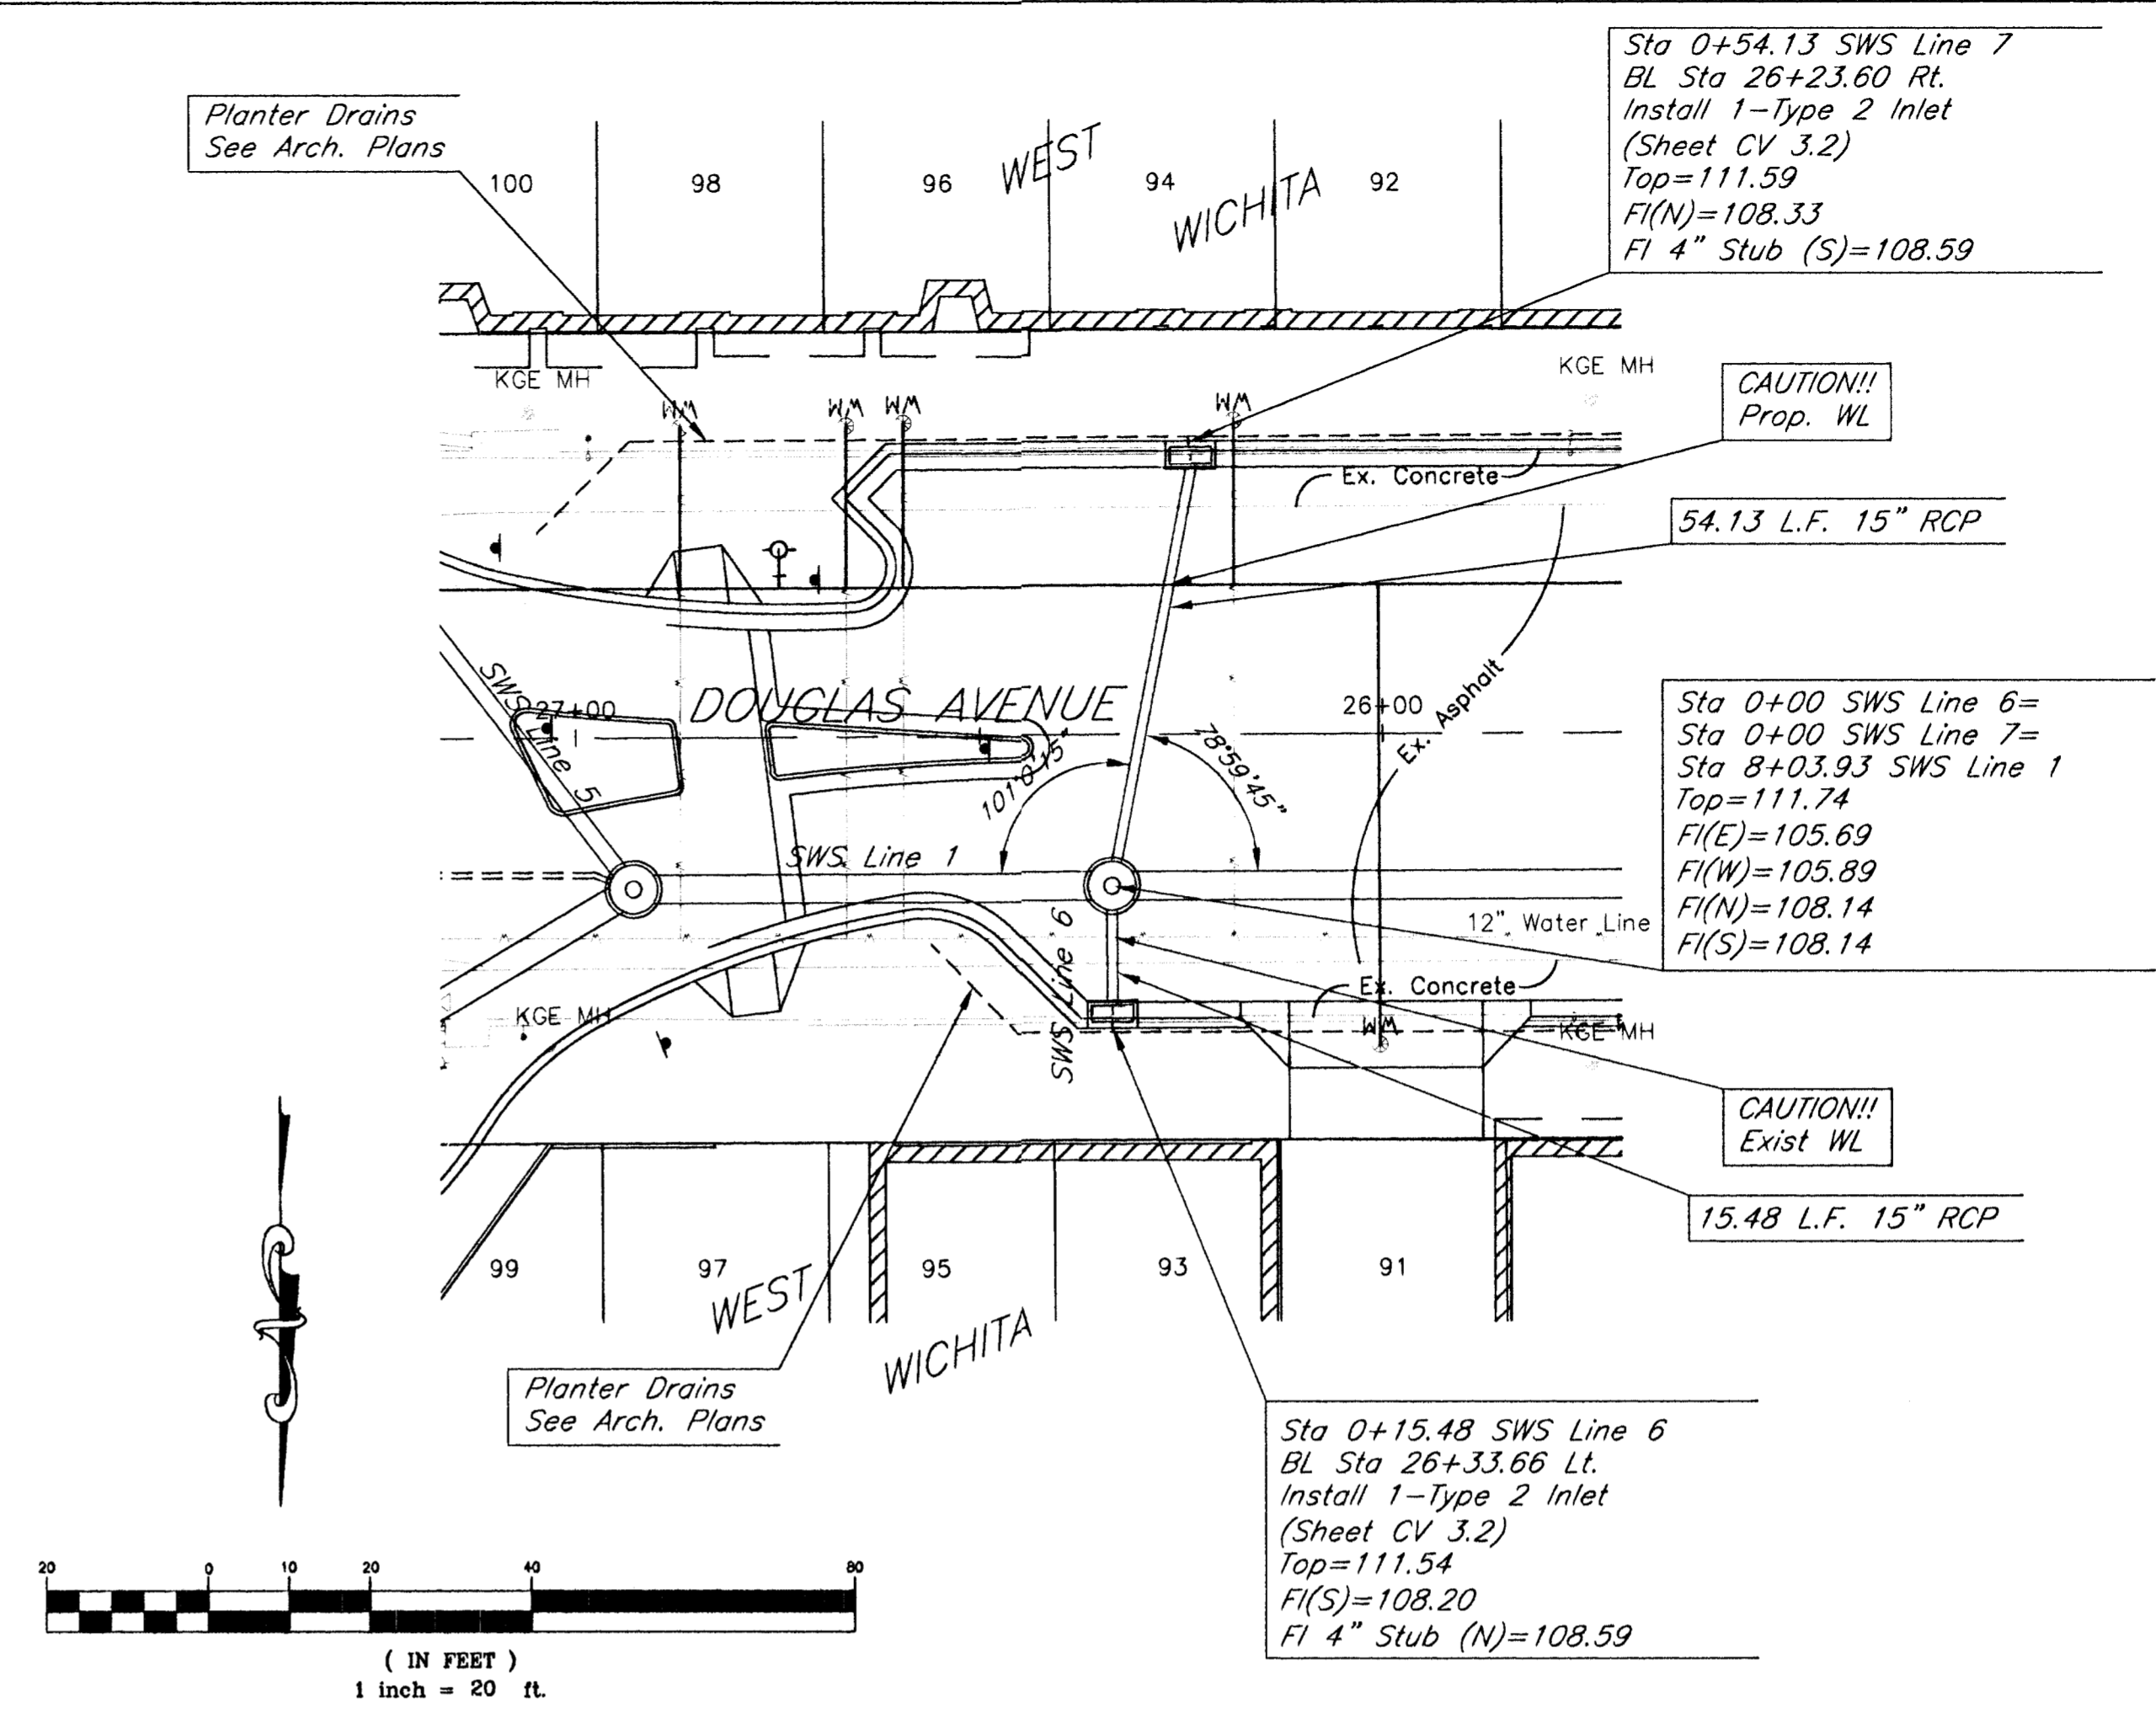 Sta 0+54.13 SWS Line 7
BL Sta 26+23.60 Rt.
Install 1-Type 2 Inlet
(Sheet CV 3.2)
Top=111.59
Fl(N)=108.33
Fl 4" Stub (S)=108.59
Planter Drains
See Arch. Plans
100
98
96
WEST
94
WICHITA
92
KGE MH
KGE MH
CAUTION!!
Prop. WL
WM
WM
WM
WM
Ex. Concrete
54.13 L.F. 15" RCP
SWS Line 5
27+00
DOUGLAS AVENUE
26+00
Ex. Asphalt
101°0'15"
78°59'45"
Sta 0+00 SWS Line 6=
Sta 0+00 SWS Line 7=
Sta 8+03.93 SWS Line 1
Top=111.74
Fl(E)=105.69
Fl(W)=105.89
Fl(N)=108.14
Fl(S)=108.14
SWS Line 1
12" Water Line
SWS Line 6
Ex. Concrete
KGE MH
WM
KGE MH
CAUTION!!
Exist WL
15.48 L.F. 15" RCP
99
97
95
93
91
WEST
WICHITA
Planter Drains
See Arch. Plans
Sta 0+15.48 SWS Line 6
BL Sta 26+33.66 Lt.
Install 1-Type 2 Inlet
(Sheet CV 3.2)
Top=111.54
Fl(S)=108.20
Fl 4" Stub (N)=108.59
20 0 10 20 40 80
( IN FEET )
1 inch = 20 ft.